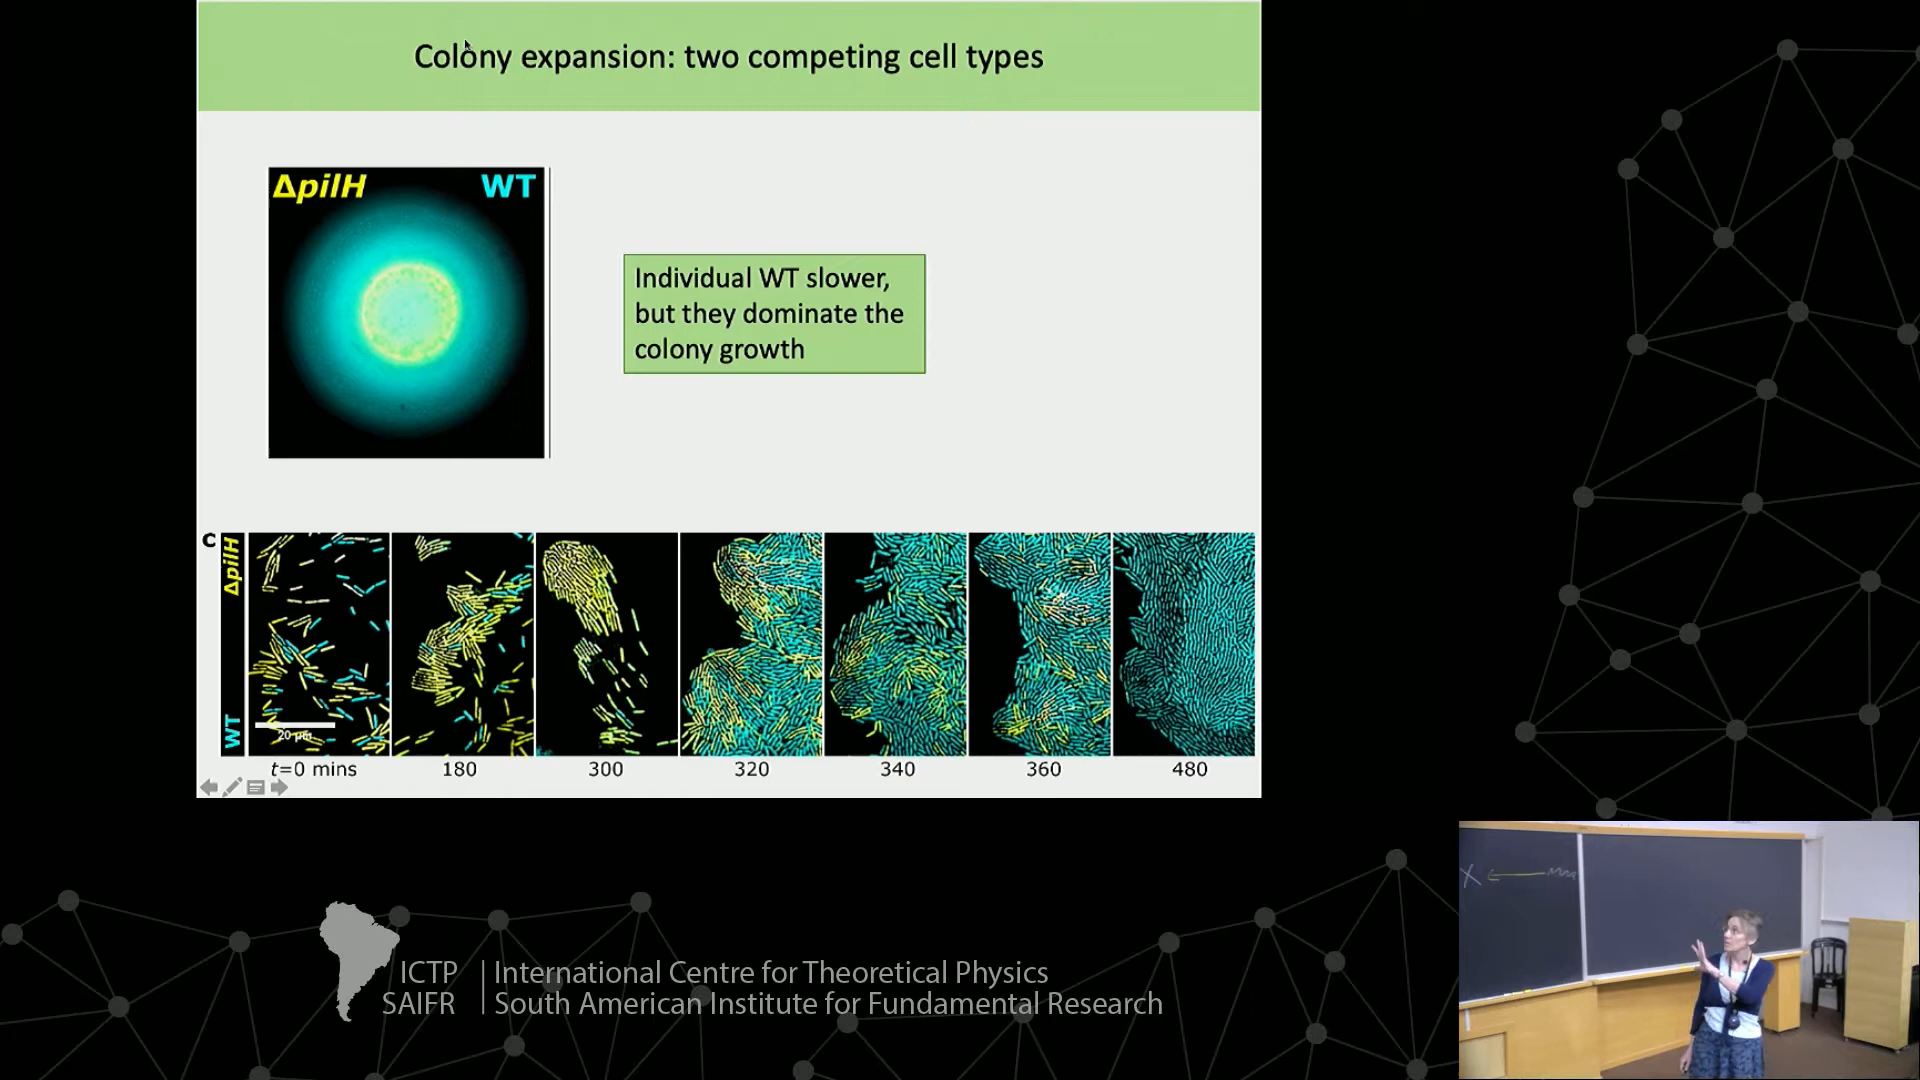 Colony expansion: two competing cell types
ΔpilH WT
Individual WT slower,
but they dominate the
colony growth
c
ΔpilH
WT
20 μm
t=0 mins 180 300 320 340 360 480
ICTP International Centre for Theoretical Physics
SAIFR South American Institute for Fundamental Research
X